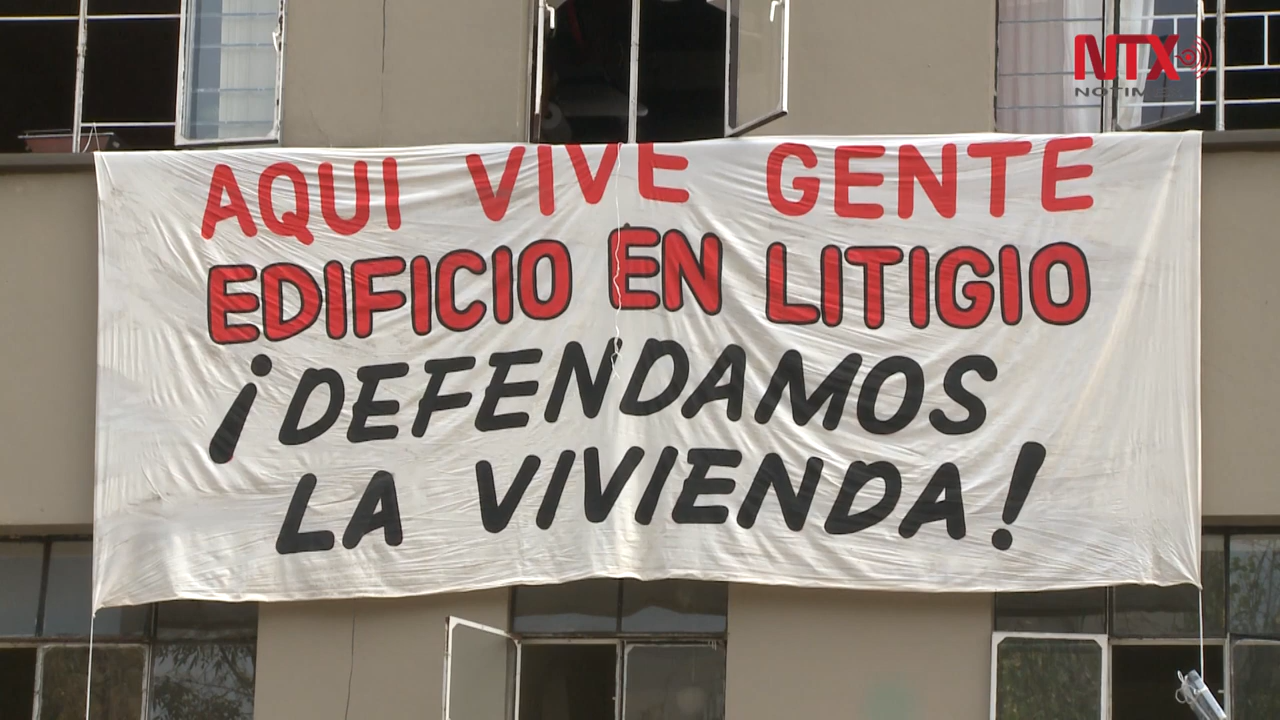 NTX
AQUI VIVE GENTE
EDIFICIO EN LITIGIO
¡DEFENDAMOS
LA VIVIENDA!